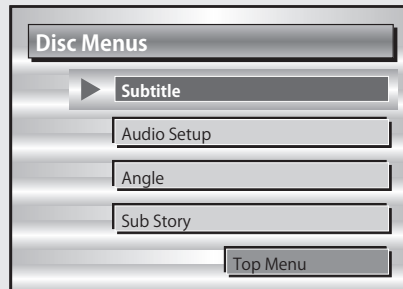 Disc Menus
Subtitle
Audio Setup
Angle
Sub Story
Top Menu